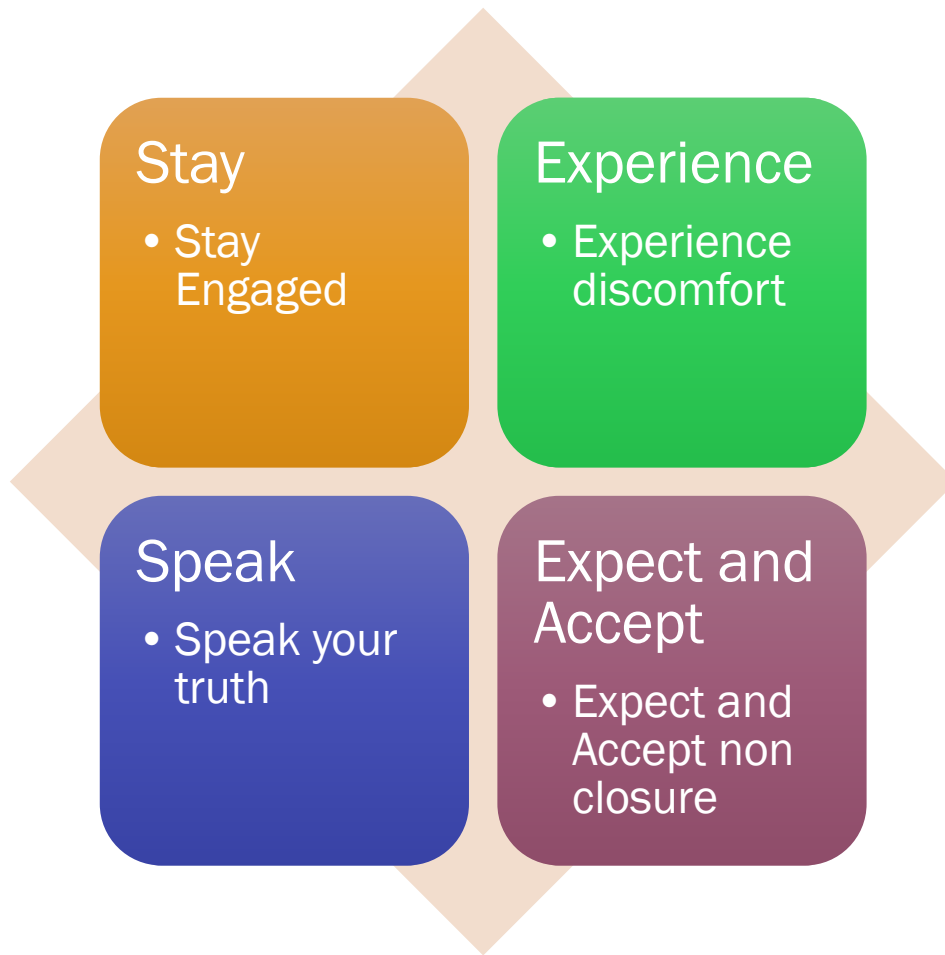 Stay
• Stay
Engaged
Experience
• Experience
discomfort
Speak
• Speak your
truth
Expect and
Accept
• Expect and
Accept non
closure